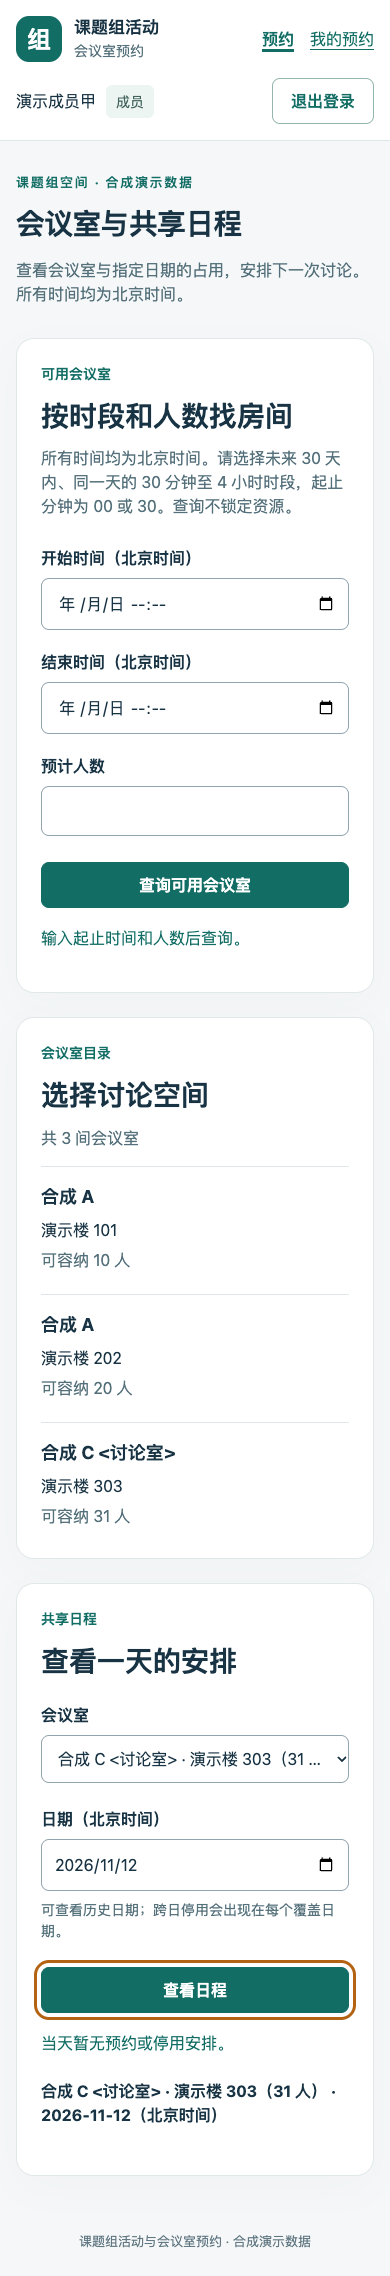 组
课题组活动
会议室预约
预约 我的预约
演示成员甲 成员 退出登录
课题组空间 · 合成演示数据
会议室与共享日程
查看会议室与指定日期的占用，安排下一次讨论。
所有时间均为北京时间。
可用会议室
按时段和人数找房间
所有时间均为北京时间。请选择未来 30 天
内、同一天的 30 分钟至 4 小时时段，起止
分钟为 00 或 30。查询不锁定资源。
开始时间（北京时间）
年 /月/日 --:--
结束时间（北京时间）
年 /月/日 --:--
预计人数
查询可用会议室
输入起止时间和人数后查询。
会议室目录
选择讨论空间
共 3 间会议室
合成 A
演示楼 101
可容纳 10 人
合成 A
演示楼 202
可容纳 20 人
合成 C <讨论室>
演示楼 303
可容纳 31 人
共享日程
查看一天的安排
会议室
合成 C <讨论室> · 演示楼 303（31 ...
日期（北京时间）
2026/11/12
可查看历史日期；跨日停用会出现在每个覆盖日
期。
查看日程
当天暂无预约或停用安排。
合成 C <讨论室> · 演示楼 303（31 人） ·
2026-11-12（北京时间）
课题组活动与会议室预约 · 合成演示数据